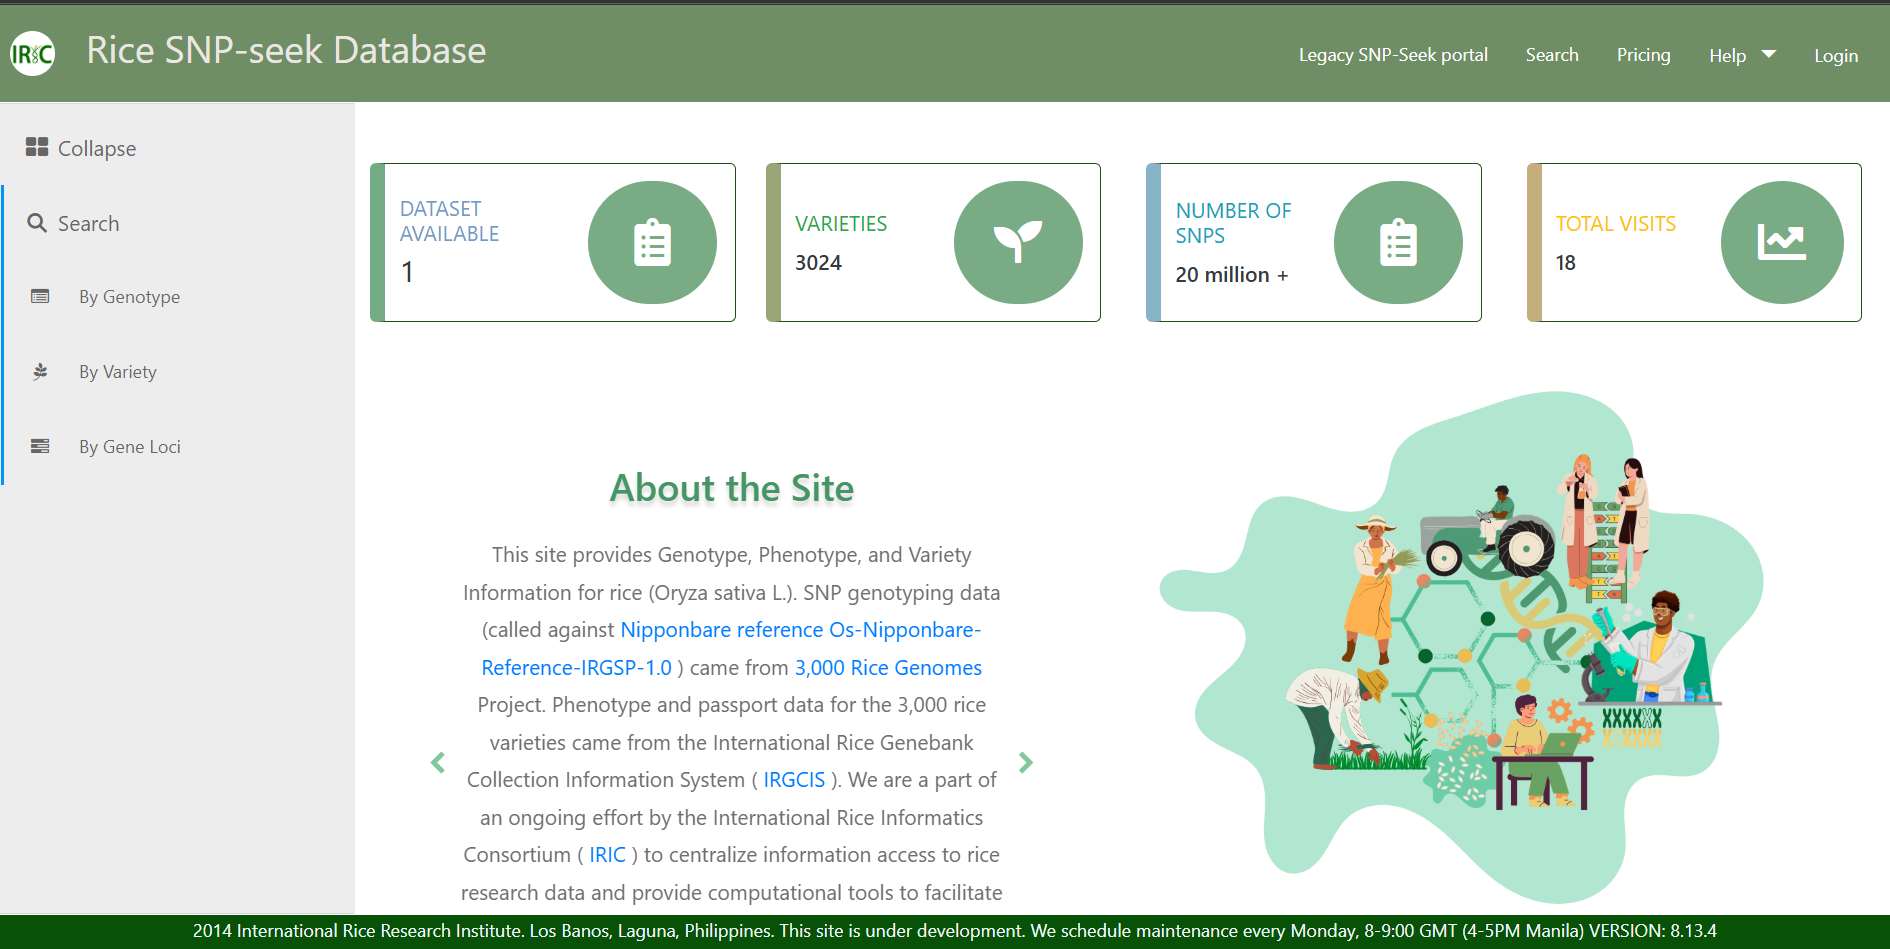 IRIC
Rice SNP-seek Database
Legacy SNP-Seek portal
Search
Pricing
Help
Login
Collapse
Search
By Genotype
By Variety
By Gene Loci
DATASET
AVAILABLE
1
VARIETIES
3024
NUMBER OF
SNPS
20 million +
TOTAL VISITS
18
About the Site
This site provides Genotype, Phenotype, and Variety
Information for rice (Oryza sativa L.). SNP genotyping data
(called against Nipponbare reference Os-Nipponbare-
Reference-IRGSP-1.0 ) came from 3,000 Rice Genomes
Project. Phenotype and passport data for the 3,000 rice
varieties came from the International Rice Genebank
Collection Information System ( IRGCIS ). We are a part of
an ongoing effort by the International Rice Informatics
Consortium ( IRIC ) to centralize information access to rice
research data and provide computational tools to facilitate
2014 International Rice Research Institute. Los Banos, Laguna, Philippines. This site is under development. We schedule maintenance every Monday, 8-9:00 GMT (4-5PM Manila) VERSION: 8.13.4